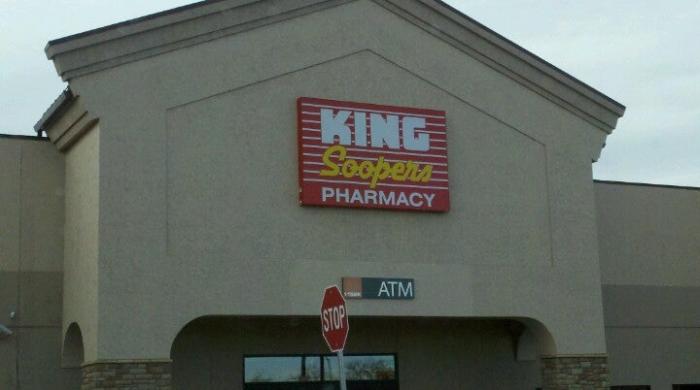 KING
Soopers
PHARMACY
ATM
STOP